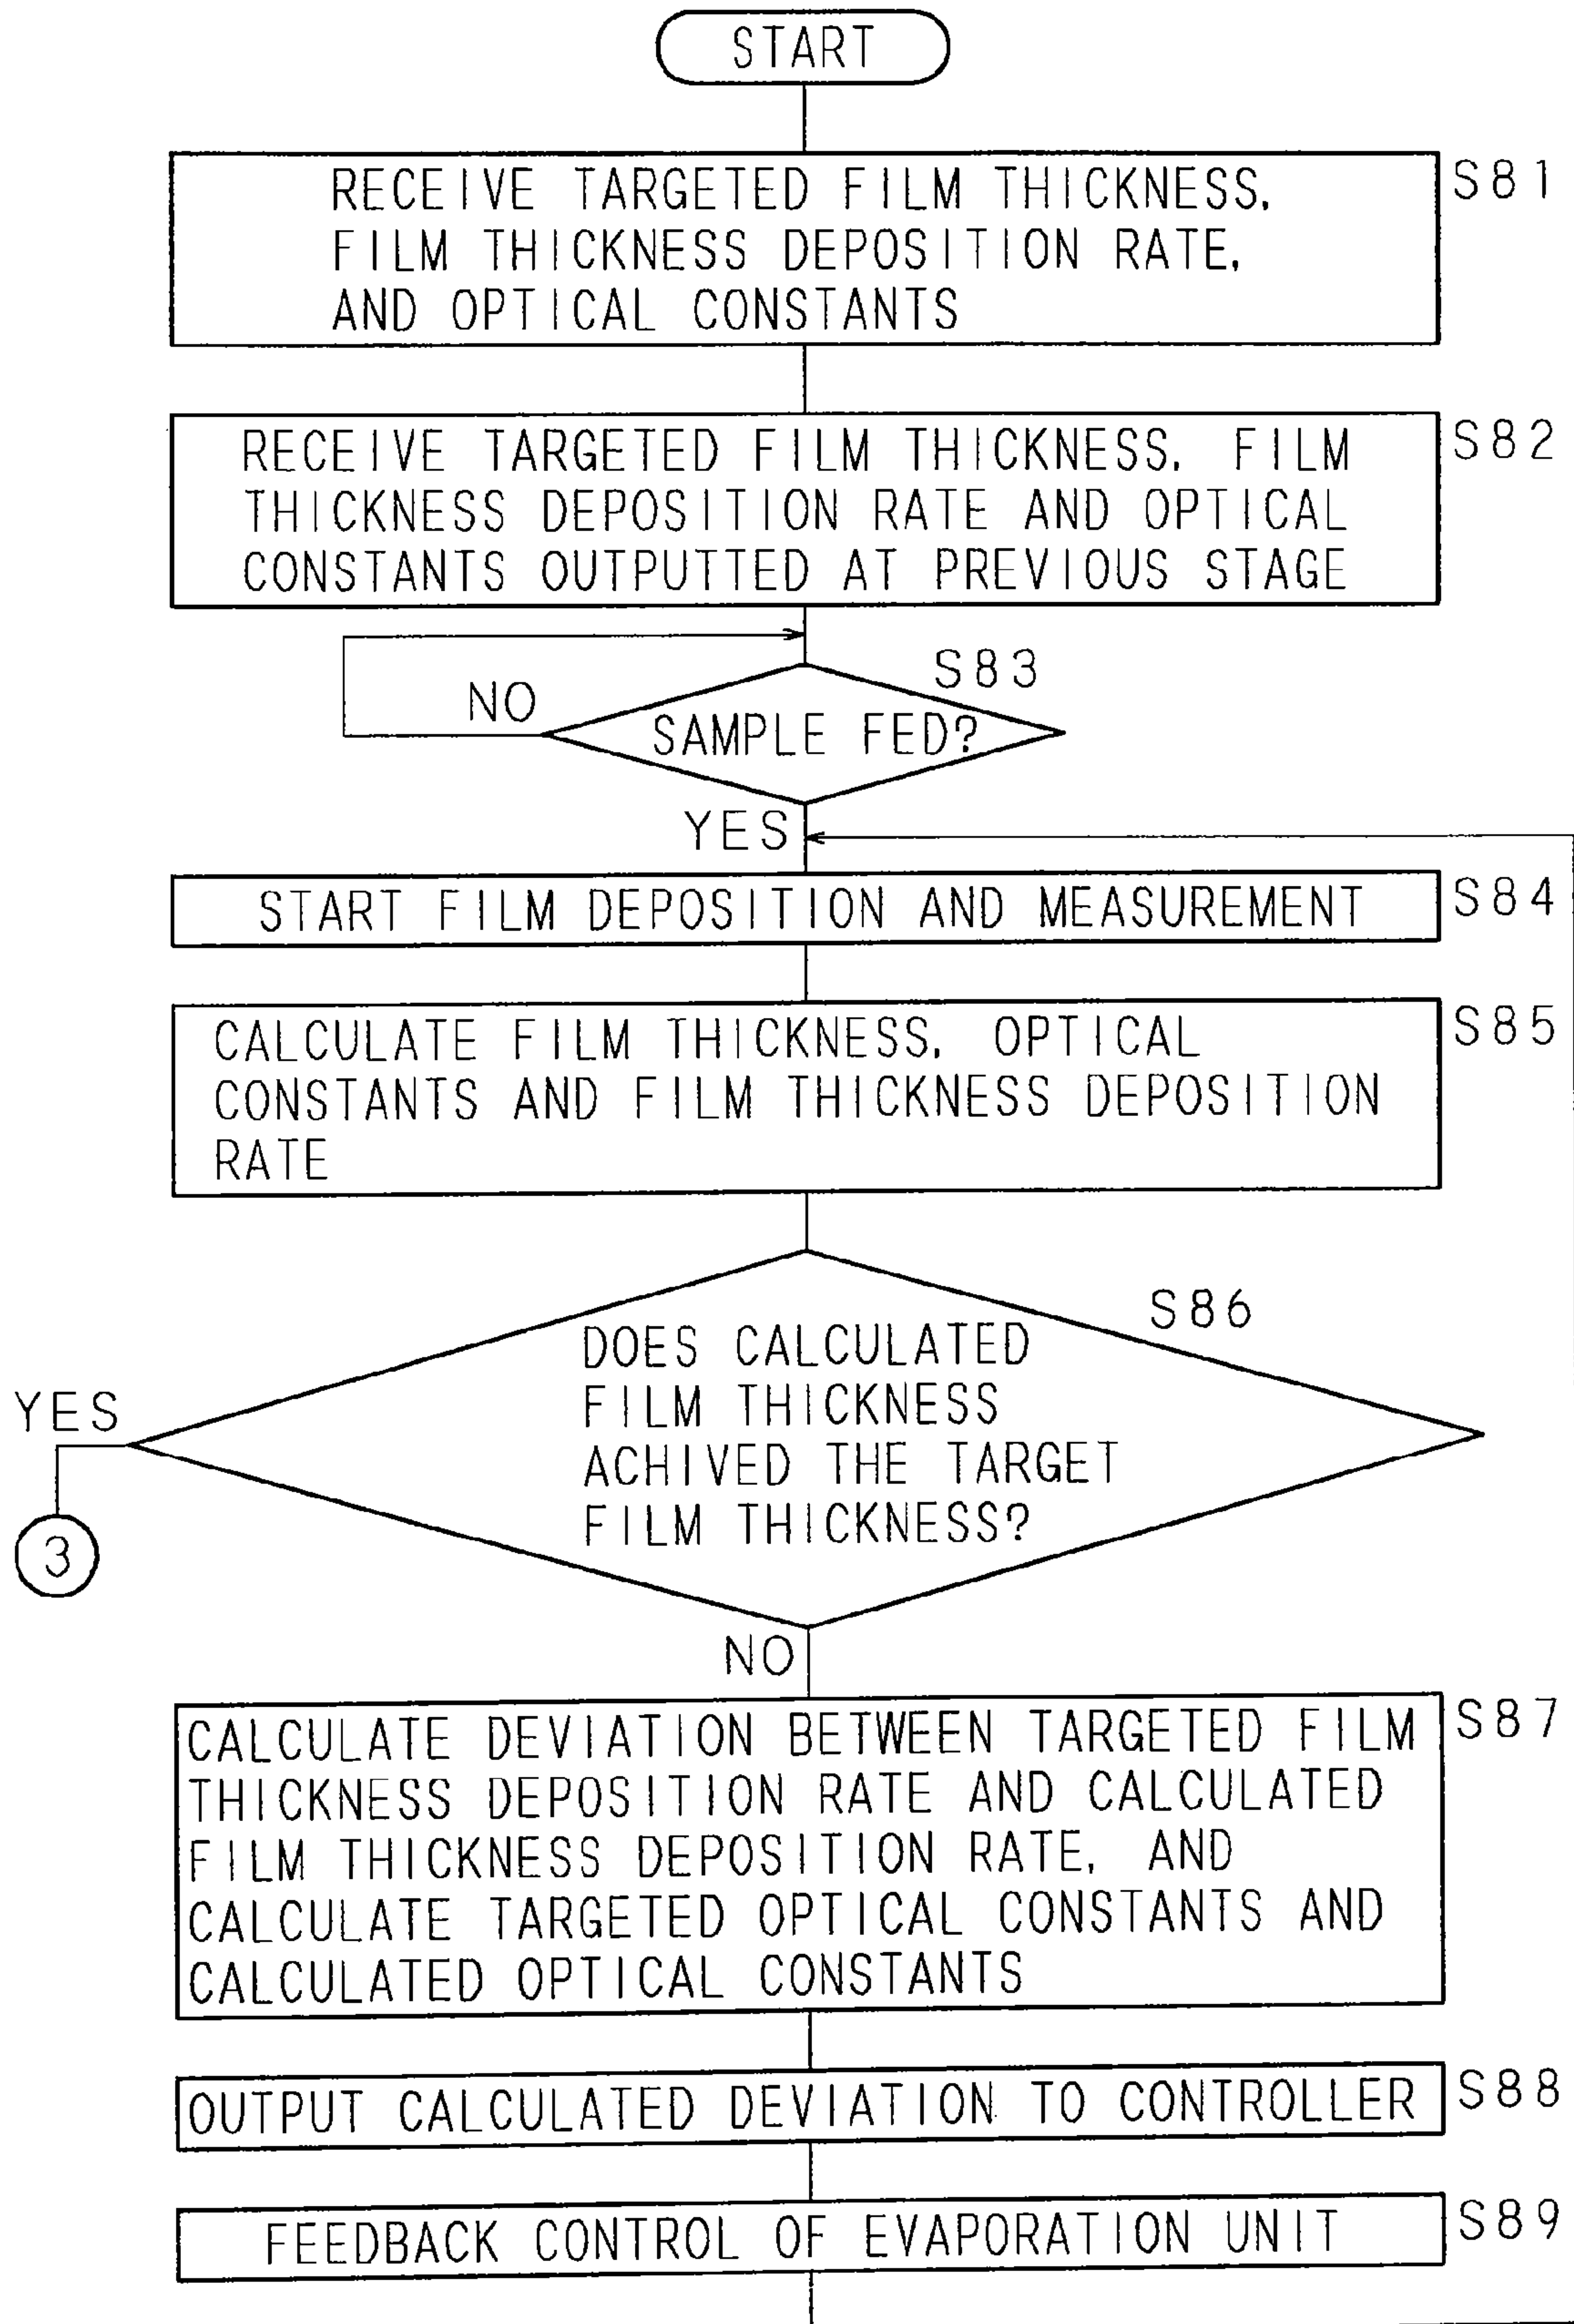 START
RECEIVE TARGETED FILM THICKNESS,
FILM THICKNESS DEPOSITION RATE,
AND OPTICAL CONSTANTS
S81
RECEIVE TARGETED FILM THICKNESS, FILM
THICKNESS DEPOSITION RATE AND OPTICAL
CONSTANTS OUTPUTTED AT PREVIOUS STAGE
S82
S83
NO
SAMPLE FED?
YES
START FILM DEPOSITION AND MEASUREMENT
S84
CALCULATE FILM THICKNESS, OPTICAL
CONSTANTS AND FILM THICKNESS DEPOSITION
RATE
S85
S86
DOES CALCULATED
FILM THICKNESS
ACHIVED THE TARGET
FILM THICKNESS?
YES
3
NO
CALCULATE DEVIATION BETWEEN TARGETED FILM
THICKNESS DEPOSITION RATE AND CALCULATED
FILM THICKNESS DEPOSITION RATE, AND
CALCULATE TARGETED OPTICAL CONSTANTS AND
CALCULATED OPTICAL CONSTANTS
S87
OUTPUT CALCULATED DEVIATION TO CONTROLLER
S88
FEEDBACK CONTROL OF EVAPORATION UNIT
S89